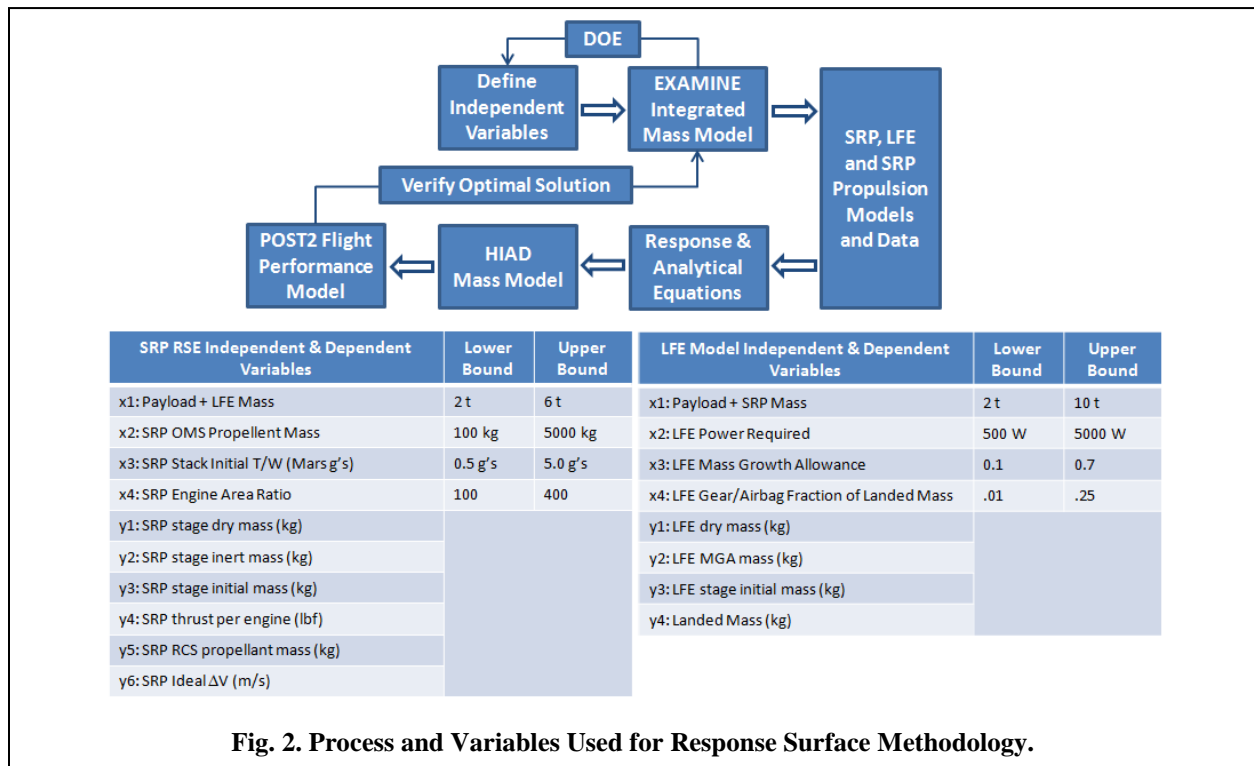 DOE
Define
Independent
Variables
EXAMINE
Integrated
Mass Model
SRP, LFE
and SRP
Propulsion
Models
and Data
Verify Optimal Solution
POST2 Flight
Performance
Model
HIAD
Mass Model
Response &
Analytical
Equations
SRP RSE Independent & Dependent
Variables
Lower
Bound
Upper
Bound
x1: Payload + LFE Mass 2 t 6 t
x2: SRP OMS Propellent Mass 100 kg 5000 kg
x3: SRP Stack Initial T/W (Mars g's) 0.5 g's 5.0 g's
x4: SRP Engine Area Ratio 100 400
y1: SRP stage dry mass (kg)
y2: SRP stage inert mass (kg)
y3: SRP stage initial mass (kg)
y4: SRP thrust per engine (lbf)
y5: SRP RCS propellant mass (kg)
y6: SRP Ideal ΔV (m/s)
LFE Model Independent & Dependent
Variables
Lower
Bound
Upper
Bound
x1: Payload + SRP Mass 2 t 10 t
x2: LFE Power Required 500 W 5000 W
x3: LFE Mass Growth Allowance 0.1 0.7
x4: LFE Gear/Airbag Fraction of Landed Mass .01 .25
y1: LFE dry mass (kg)
y2: LFE MGA mass (kg)
y3: LFE stage initial mass (kg)
y4: Landed Mass (kg)
Fig. 2. Process and Variables Used for Response Surface Methodology.